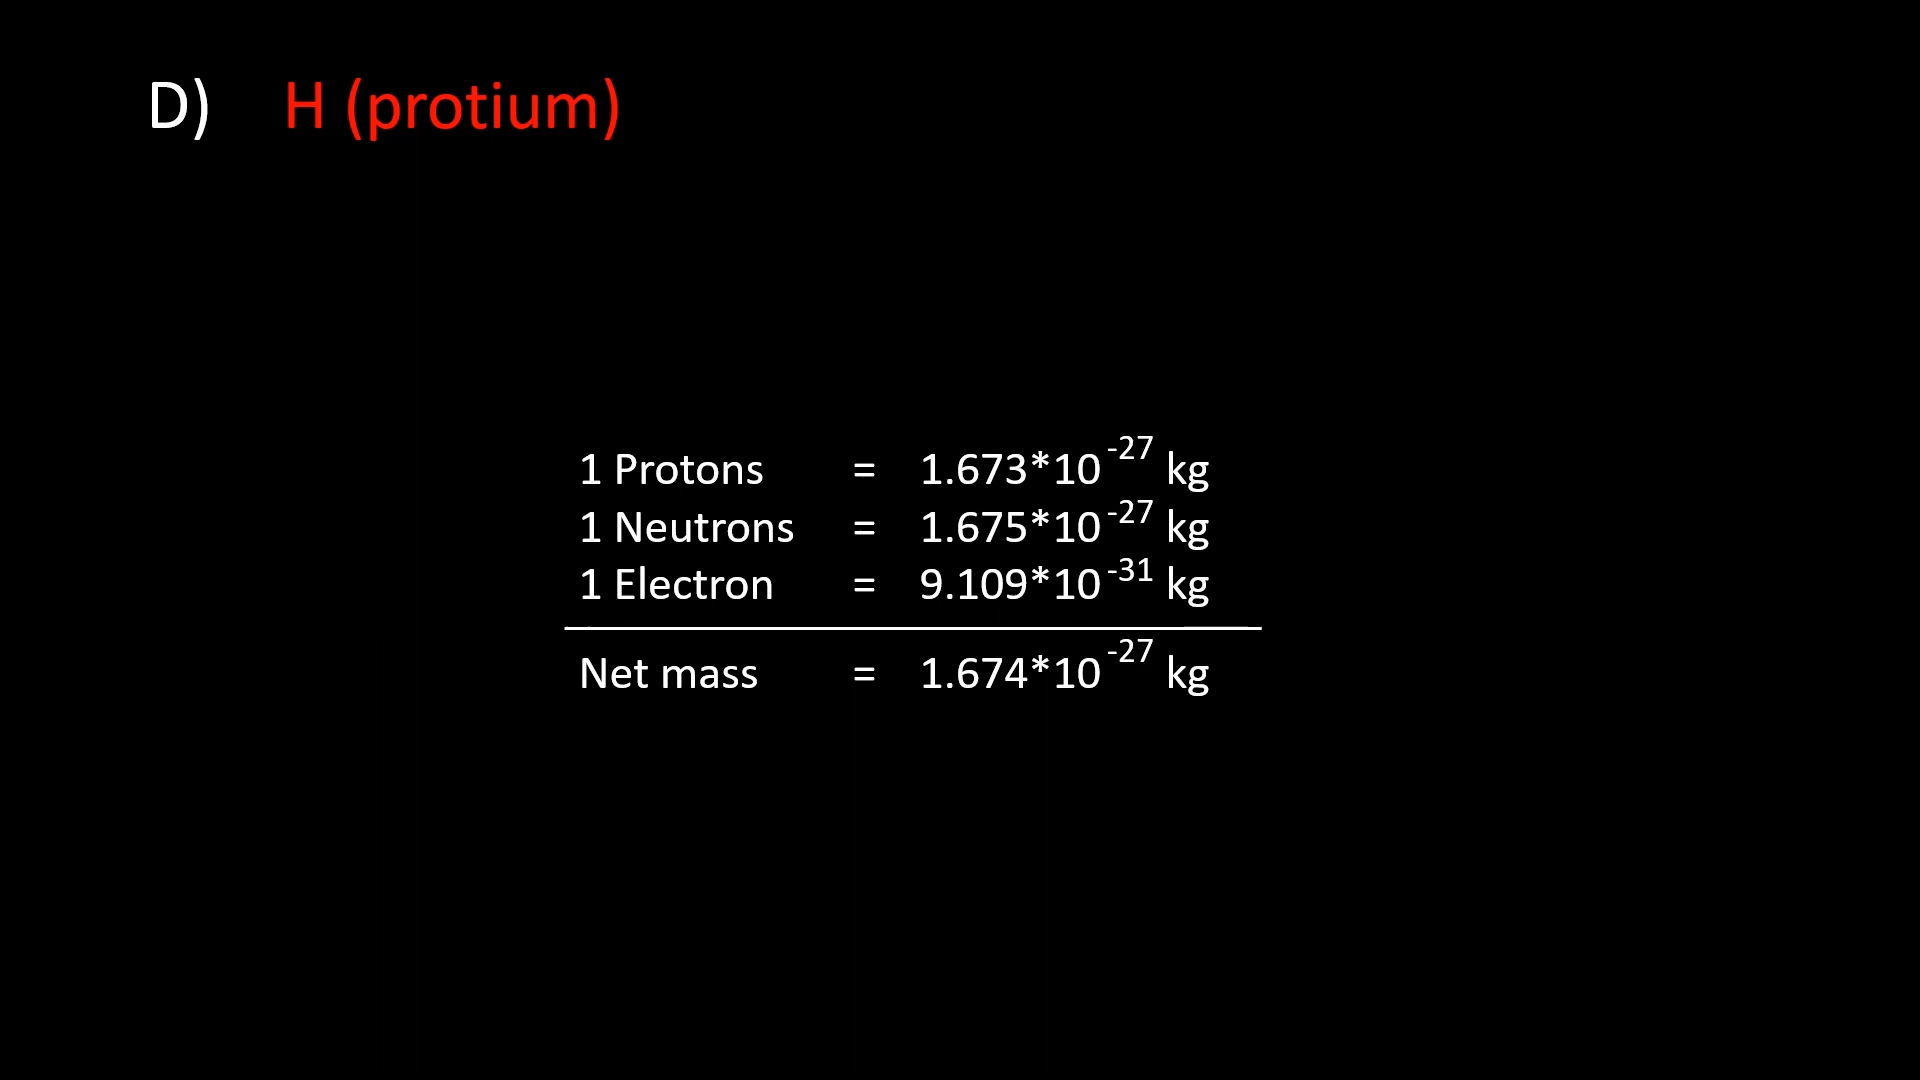 D) H (protium)
1 Protons = 1.673*10⁻²⁷ kg
1 Neutrons = 1.675*10⁻²⁷ kg
1 Electron = 9.109*10⁻³¹ kg
Net mass = 1.674*10⁻²⁷ kg